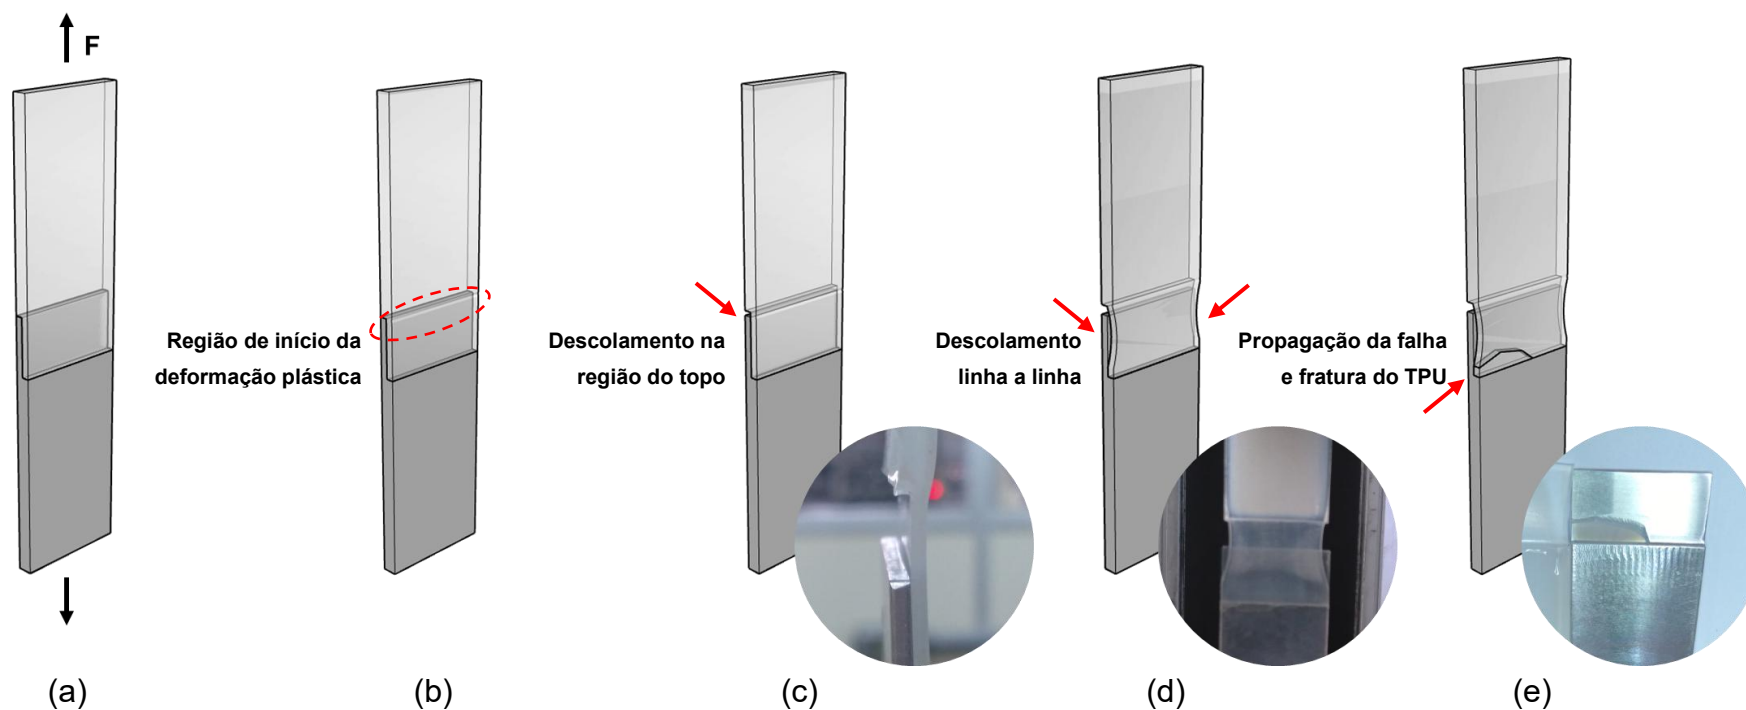 F
Região de início da
deformação plástica
Descolamento na
região do topo
Descolamento
linha a linha
Propagação da falha
e fratura do TPU
(a)
(b)
(c)
(d)
(e)